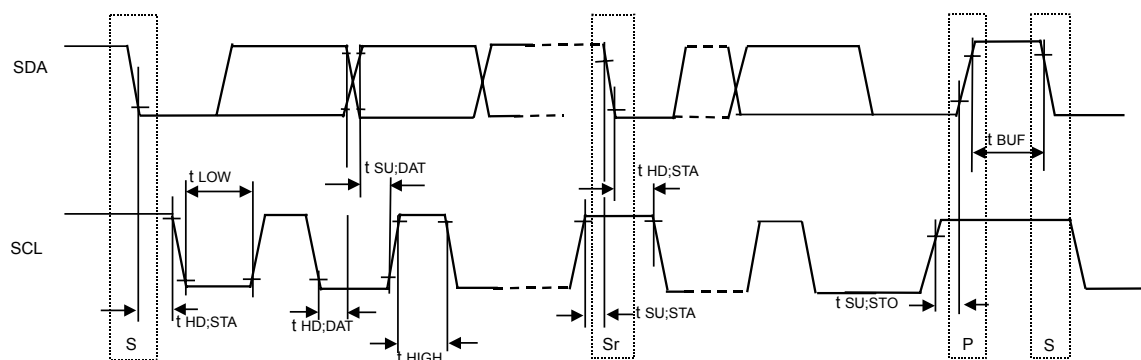 SDA
t BUF
t SU;DAT
t LOW
t HD;STA
SCL
t HD;STA
t HD;DAT
t SU;STA
t SU;STO
t HIGH
S
Sr
P
S